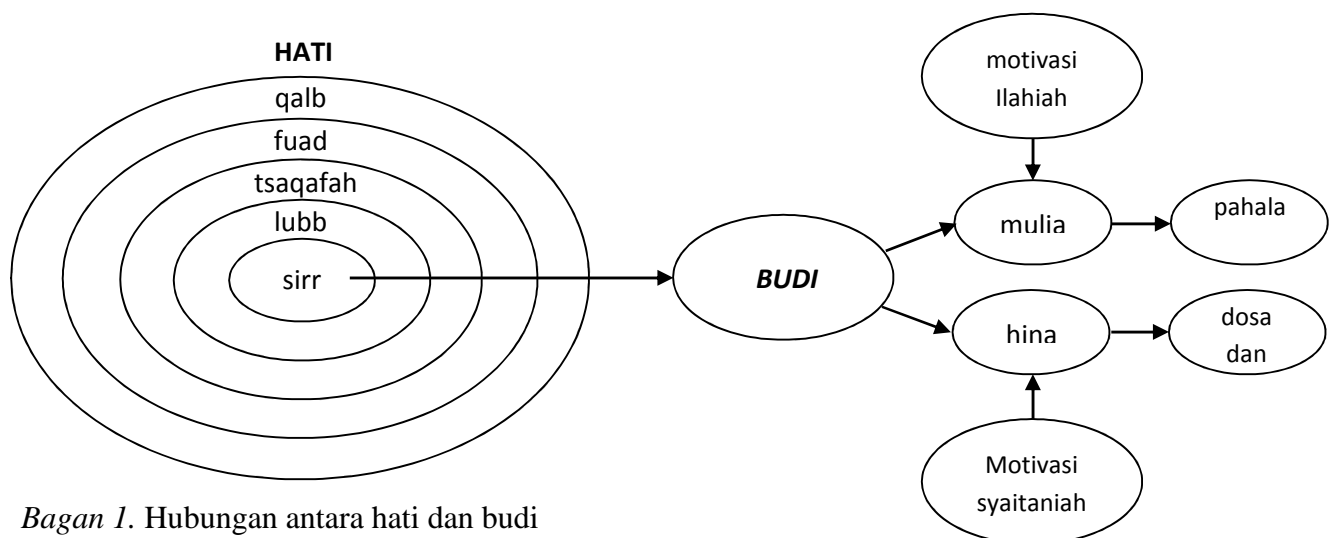 HATI
qalb
fuad
tsaqafah
lubb
sirr
BUDI
motivasi
Ilahiah
mulia
pahala
hina
dosa
dan
Motivasi
syaitaniah
Bagan 1. Hubungan antara hati dan budi